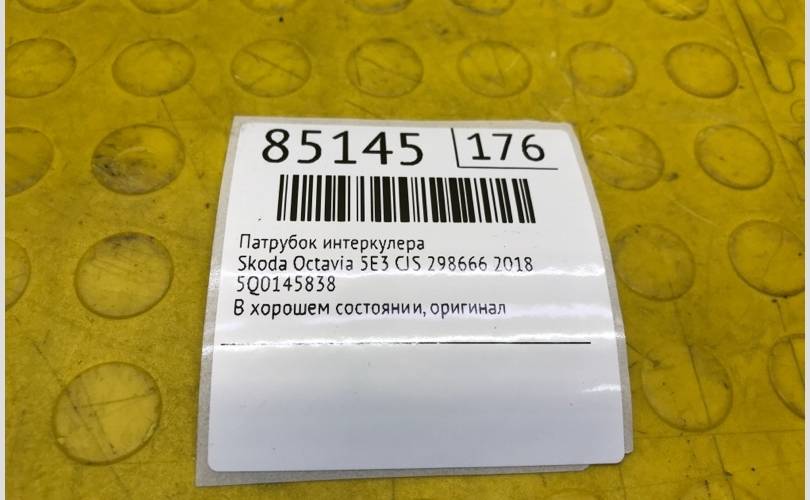 85145 176
Патрубок интеркулера
Skoda Octavia 5E3 CJS 298666 2018
5Q0145838
В хорошем состоянии, оригинал